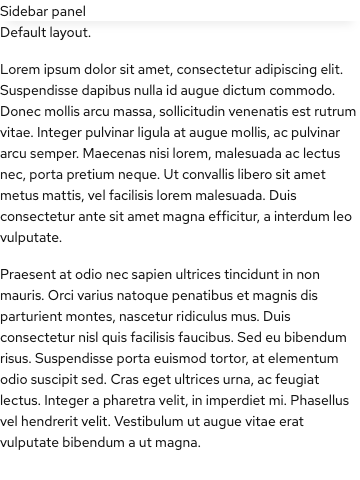 Sidebar panel
Default layout.
Lorem ipsum dolor sit amet, consectetur adipiscing elit.
Suspendisse dapibus nulla id augue dictum commodo.
Donec mollis arcu massa, sollicitudin venenatis est rutrum
vitae. Integer pulvinar ligula at augue mollis, ac pulvinar
arcu semper. Maecenas nisi lorem, malesuada ac lectus
nec, porta pretium neque. Ut convallis libero sit amet
metus mattis, vel facilisis lorem malesuada. Duis
consectetur ante sit amet magna efficitur, a interdum leo
vulputate.
Praesent at odio nec sapien ultrices tincidunt in non
mauris. Orci varius natoque penatibus et magnis dis
parturient montes, nascetur ridiculus mus. Duis
consectetur nisl quis facilisis faucibus. Sed eu bibendum
risus. Suspendisse porta euismod tortor, at elementum
odio suscipit sed. Cras eget ultrices urna, ac feugiat
lectus. Integer a pharetra velit, in imperdiet mi. Phasellus
vel hendrerit velit. Vestibulum ut augue vitae erat
vulputate bibendum a ut magna.